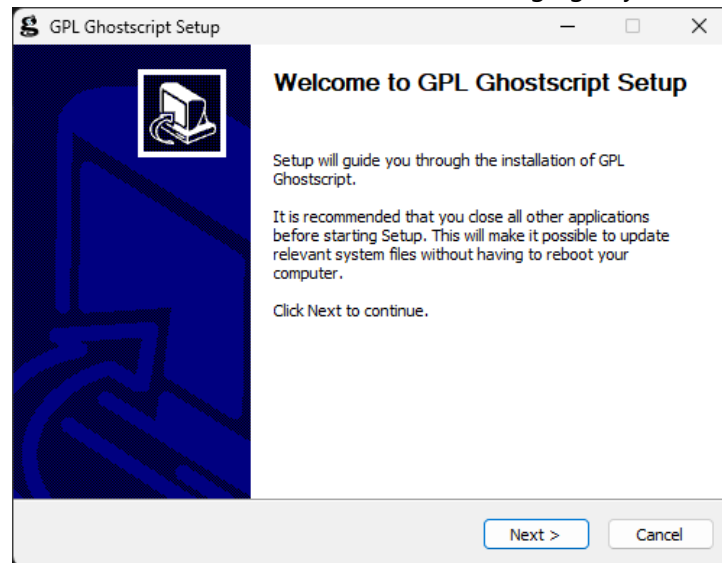 GPL Ghostscript Setup
Welcome to GPL Ghostscript Setup
Setup will guide you through the installation of GPL
Ghostscript.
It is recommended that you close all other applications
before starting Setup. This will make it possible to update
relevant system files without having to reboot your
computer.
Click Next to continue.
Next >
Cancel